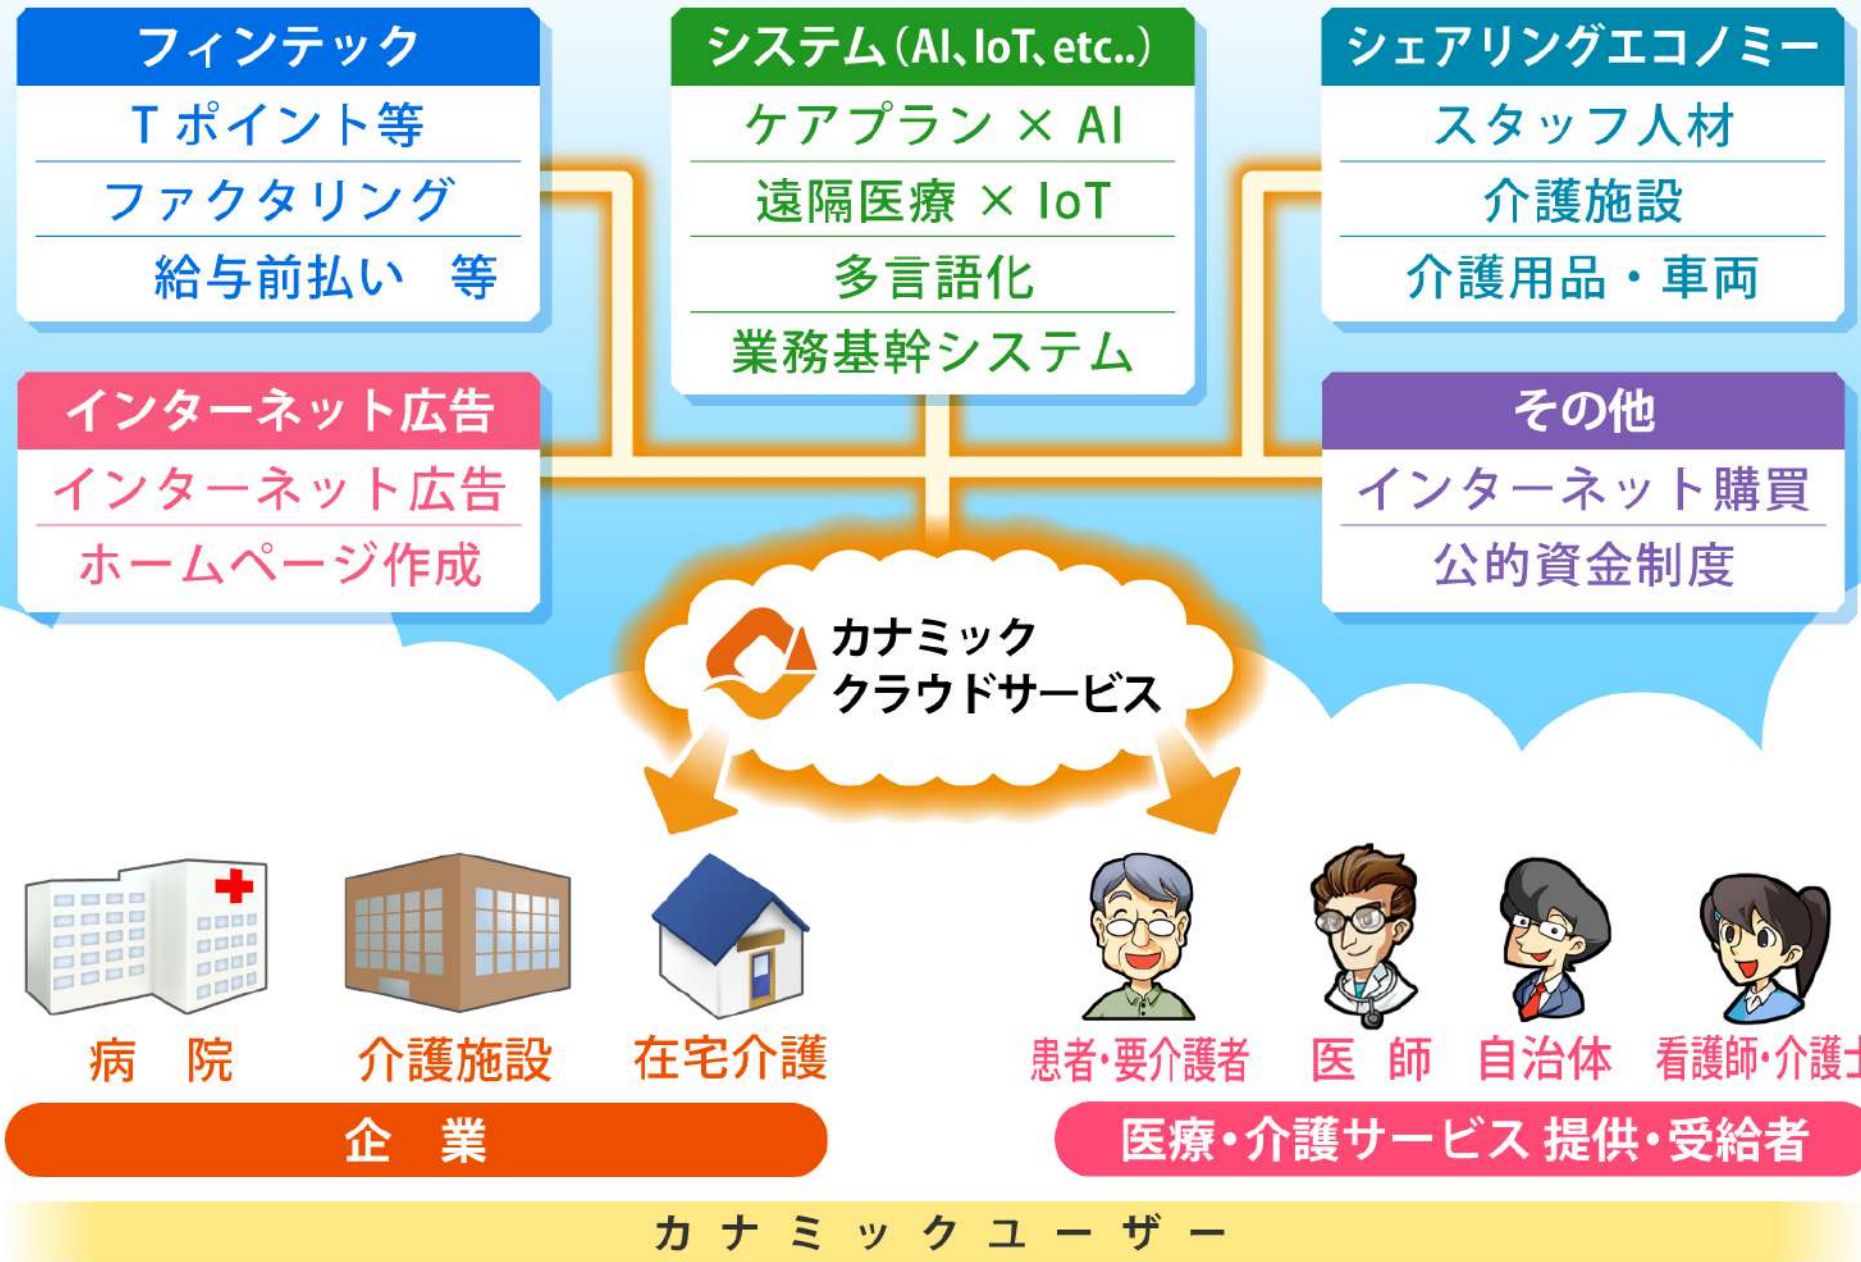 フィンテック
Tポイント等
ファクタリング
給与前払い 等
システム(AI、IoT、etc..)
ケアプラン × AI
遠隔医療 × IoT
多言語化
業務基幹システム
シェアリングエコノミー
スタッフ人材
介護施設
介護用品・車両
インターネット広告
インターネット広告
ホームページ作成
その他
インターネット購買
公的資金制度
カナミック
クラウドサービス
病 院
介護施設
在宅介護
患者・要介護者
医 師
自治体
看護師・介護士
企 業
医療・介護サービス 提供・受給者
カナミックユーザー